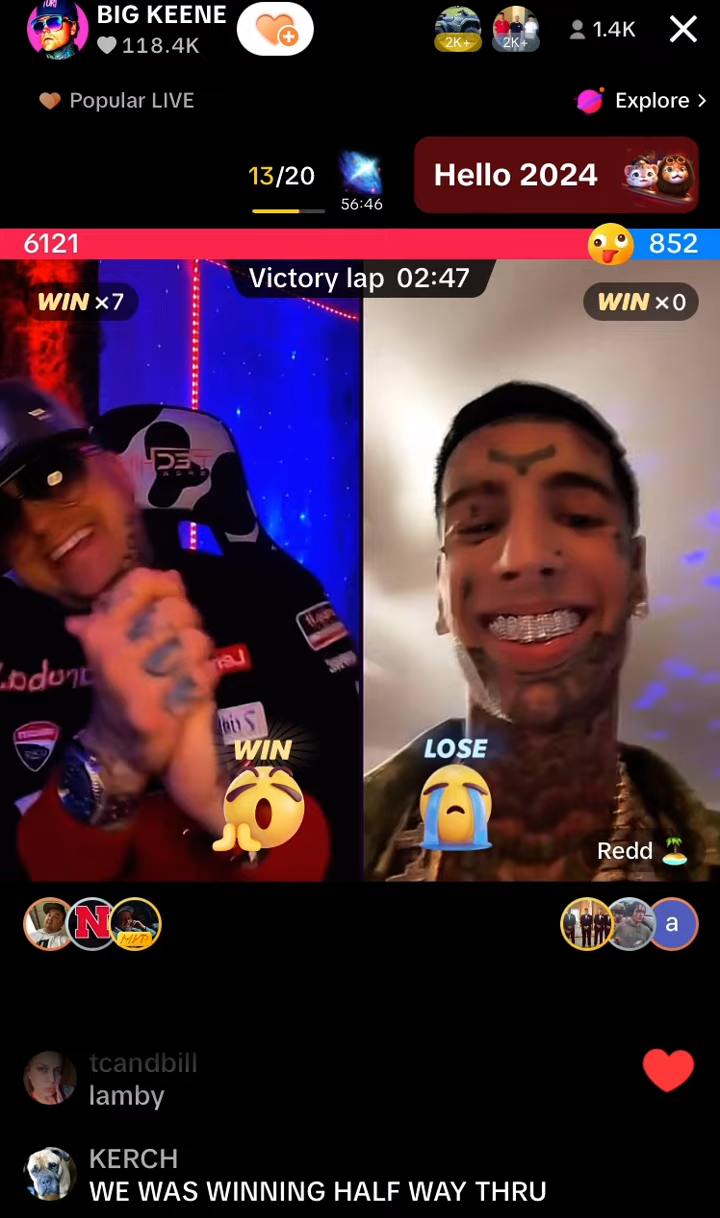 BIG KEENE
118.4K
2K+
2K+
1.4K
Popular LIVE
Explore >
13/20
56:46
Hello 2024
6121
852
Victory lap 02:47
WIN ×7
WIN ×0
WIN
LOSE
Redd
N
MVP
a
tcandbill
lamby
KERCH
WE WAS WINNING HALF WAY THRU